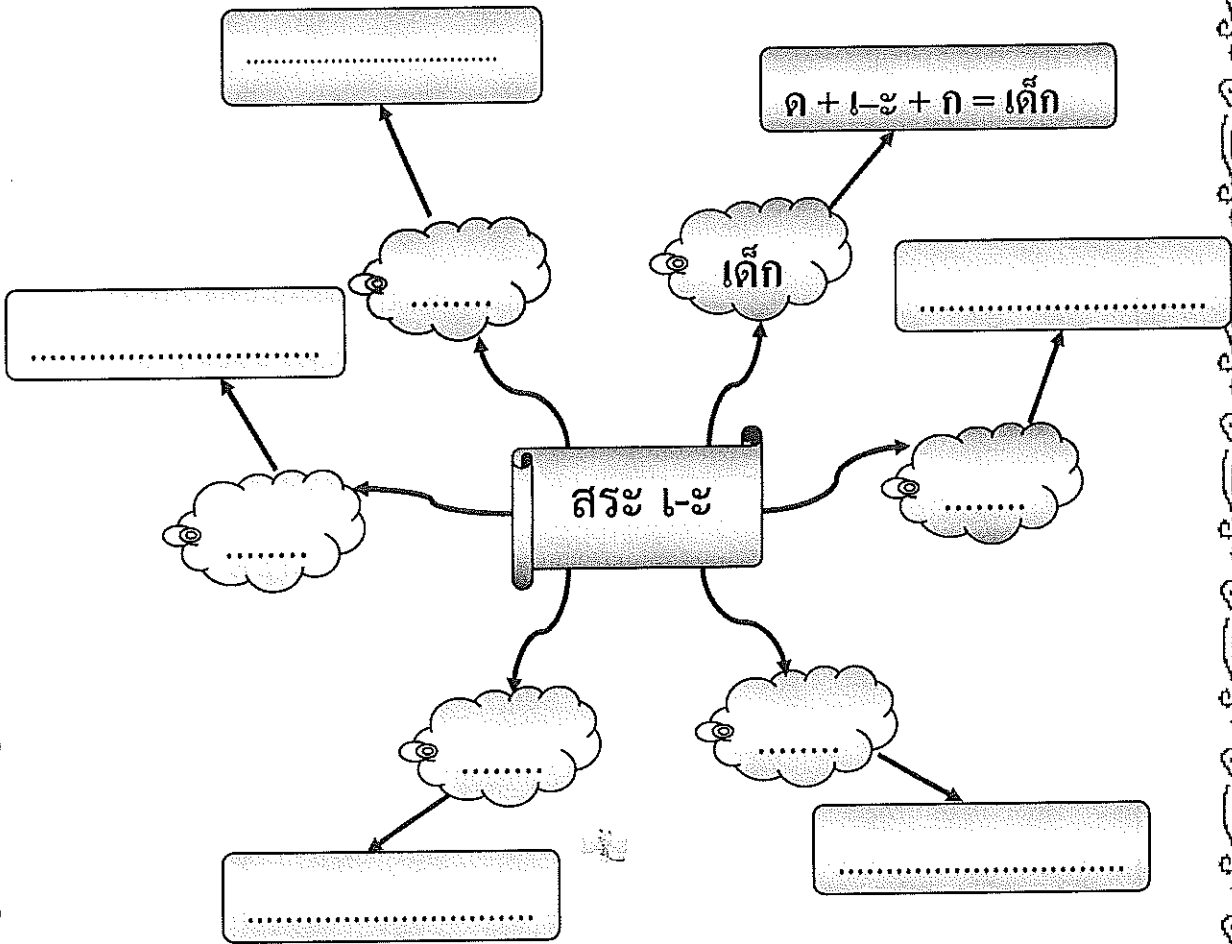 ด + เ-ะ + ก = เด็ก
เด็ก
สระ เ-ะ